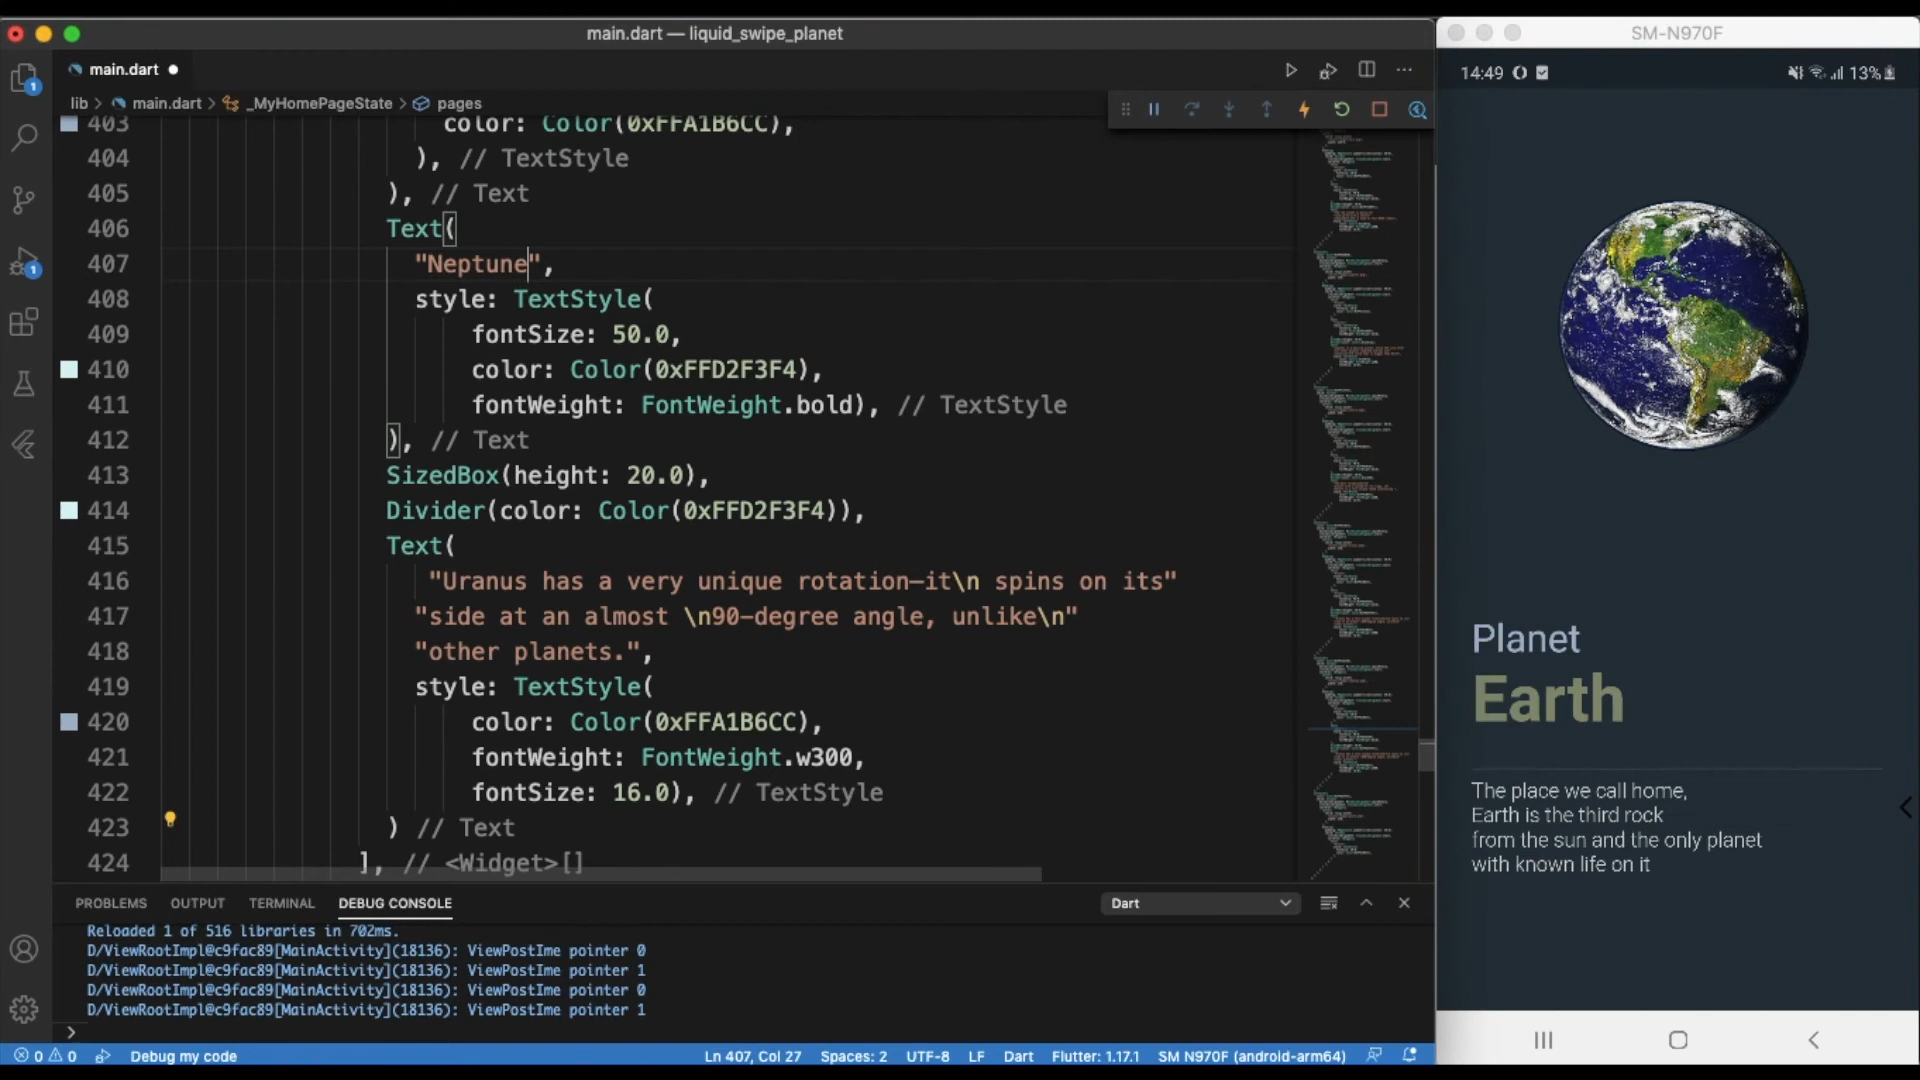 main.dart — liquid_swipe_planet
main.dart
lib > main.dart > _MyHomePageState > pages
1
1
403 color: Color(0xFFA1B6CC),
404 ), // TextStyle
405 ), // Text
406 Text(
407 "Neptune",
408 style: TextStyle(
409 fontSize: 50.0,
410 color: Color(0xFFD2F3F4),
411 fontWeight: FontWeight.bold), // TextStyle
412 ), // Text
413 SizedBox(height: 20.0),
414 Divider(color: Color(0xFFD2F3F4)),
415 Text(
416 "Uranus has a very unique rotation—it\n spins on its"
417 "side at an almost \n90-degree angle, unlike\n"
418 "other planets.",
419 style: TextStyle(
420 color: Color(0xFFA1B6CC),
421 fontWeight: FontWeight.w300,
422 fontSize: 16.0), // TextStyle
423 ) // Text
424 ], // <Widget>[]
PROBLEMS OUTPUT TERMINAL DEBUG CONSOLE Dart
Reloaded 1 of 516 libraries in 702ms.
D/ViewRootImpl@c9fac89[MainActivity](18136): ViewPostIme pointer 0
D/ViewRootImpl@c9fac89[MainActivity](18136): ViewPostIme pointer 1
D/ViewRootImpl@c9fac89[MainActivity](18136): ViewPostIme pointer 0
D/ViewRootImpl@c9fac89[MainActivity](18136): ViewPostIme pointer 1
>
0 0 Debug my code Ln 407, Col 27 Spaces: 2 UTF-8 LF Dart Flutter: 1.17.1 SM N970F (android-arm64)
SM-N970F
14:49 13%
Planet
Earth
The place we call home,
Earth is the third rock
from the sun and the only planet
with known life on it